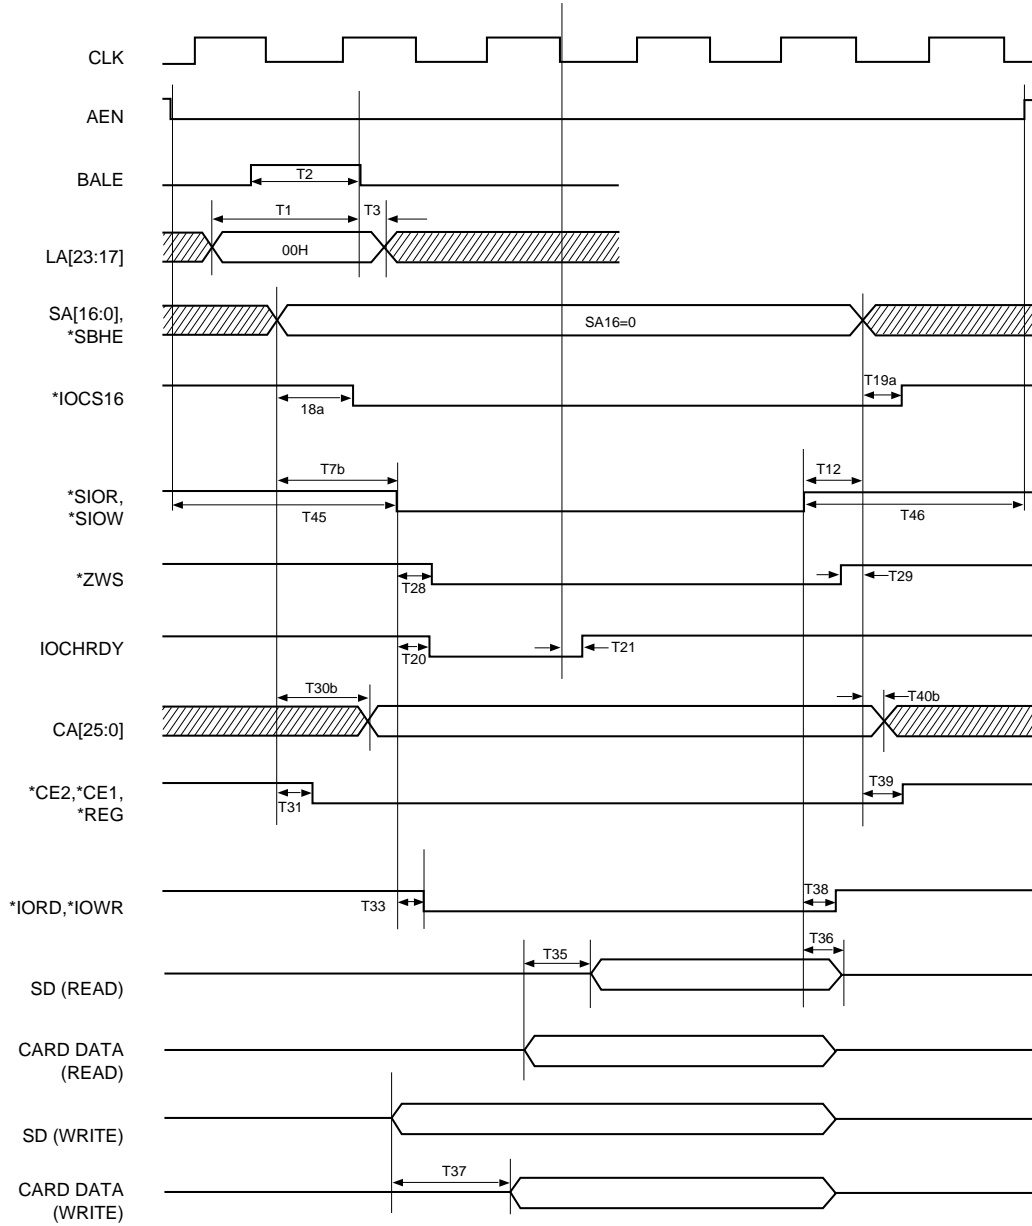 CLK
AEN
BALE
T2
T1
T3
LA[23:17]
00H
SA[16:0],
*SBHE
SA16=0
*IOCS16
18a
T19a
T7b
T12
*SIOR,
*SIOW
T45
T46
*ZWS
T28
T29
IOCHRDY
T20
T21
T30b
T40b
CA[25:0]
*CE2,*CE1,
*REG
T31
T39
*IORD,*IOWR
T33
T38
T36
T35
SD (READ)
CARD DATA
(READ)
SD (WRITE)
T37
CARD DATA
(WRITE)